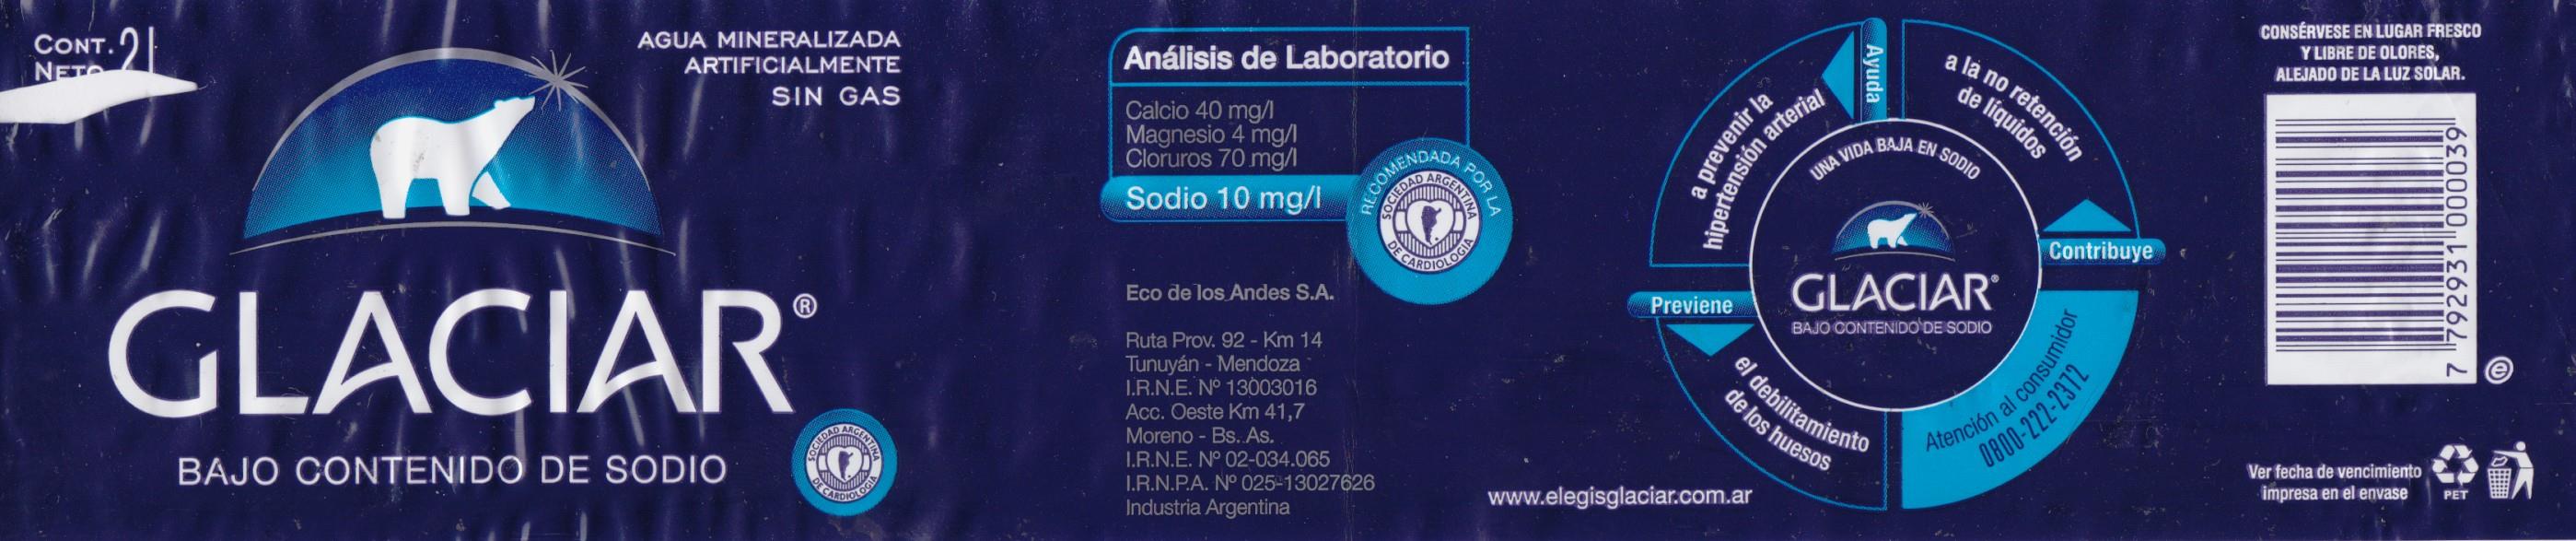 CONT. 2l
NETO
AGUA MINERALIZADA
ARTIFICIALMENTE
SIN GAS
GLACIAR®
BAJO CONTENIDO DE SODIO
SOCIEDAD ARGENTINA
DE CARDIOLOGÍA
Análisis de Laboratorio
Calcio 40 mg/l
Magnesio 4 mg/l
Cloruros 70 mg/l
Sodio 10 mg/l
RECOMENDADA POR LA
SOCIEDAD ARGENTINA
DE CARDIOLOGÍA
Eco de los Andes S.A.
Ruta Prov. 92 - Km 14
Tunuyán - Mendoza
I.R.N.E. Nº 13003016
Acc. Oeste Km 41,7
Moreno - Bs. As.
I.R.N.E. Nº 02-034.065
I.R.N.P.A. Nº 025-13027626
Industria Argentina
Ayuda
a prevenir la
hipertensión arterial
Contribuye
a la no retención
de líquidos
Previene
el debilitamiento
de los huesos
UNA VIDA BAJA EN SODIO
GLACIAR®
BAJO CONTENIDO DE SODIO
Atención al consumidor
0800-222-2372
www.elegisglaciar.com.ar
CONSÉRVESE EN LUGAR FRESCO
Y LIBRE DE OLORES,
ALEJADO DE LA LUZ SOLAR.
7 792931 000039
e
Ver fecha de vencimiento
impresa en el envase
PET